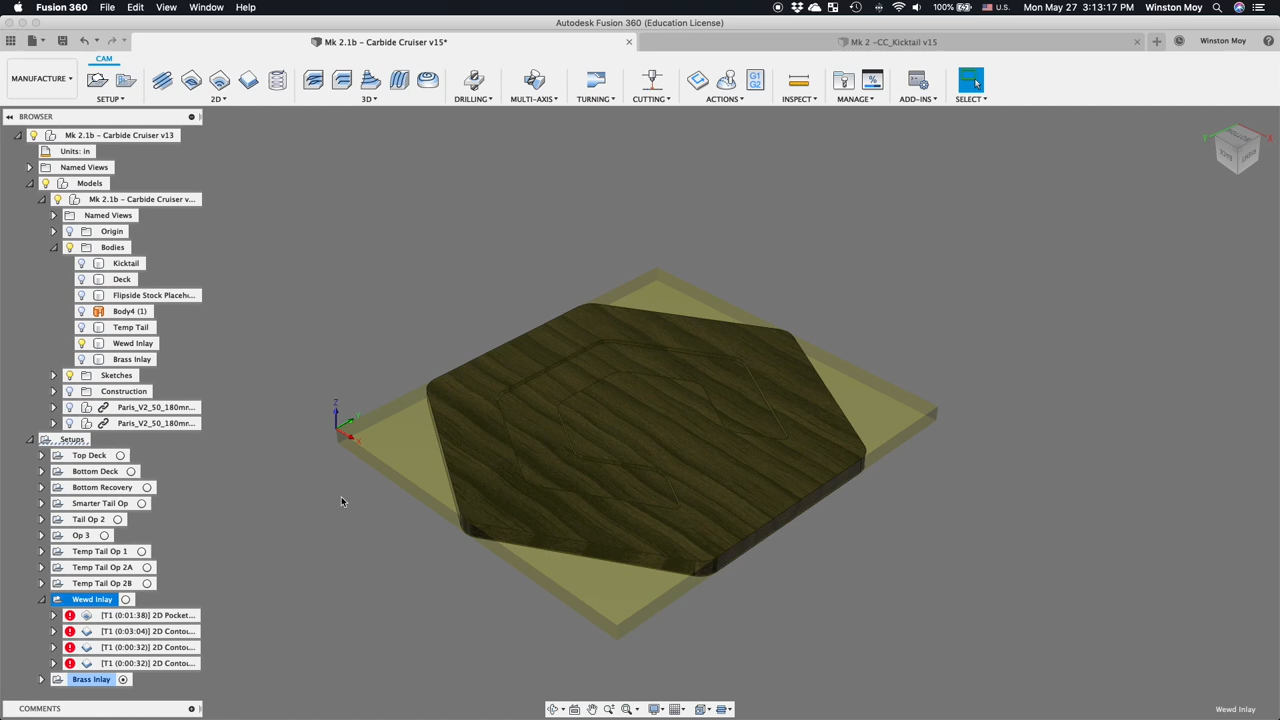 Fusion 360 File Edit View Window Help
100% U.S. Mon May 27 3:13:17 PM Winston Moy
Autodesk Fusion 360 (Education License)
Mk 2.1b - Carbide Cruiser v15*
Mk 2 -CC_Kicktail v15
Winston Moy
CAM
MANUFACTURE
G1
G2
%
SETUP
2D
3D
DRILLING
MULTI-AXIS
TURNING
CUTTING
ACTIONS
INSPECT
MANAGE
ADD-INS
SELECT
BROWSER
Mk 2.1b - Carbide Cruiser v13
Units: in
Named Views
Models
Mk 2.1b - Carbide Cruiser v...
Named Views
Origin
Bodies
Kicktail
Deck
Flipside Stock Placeh...
Body4 (1)
Temp Tail
Wewd Inlay
Brass Inlay
Sketches
Construction
Paris_V2_50_180mm...
Paris_V2_50_180mm...
Setups
Top Deck
Bottom Deck
Bottom Recovery
Smarter Tail Op
Tail Op 2
Op 3
Temp Tail Op 1
Temp Tail Op 2A
Temp Tail Op 2B
Wewd Inlay
[T1 (0:01:38)] 2D Pocket...
[T1 (0:03:04)] 2D Contou...
[T1 (0:00:32)] 2D Contou...
[T1 (0:00:32)] 2D Contou...
Brass Inlay
COMMENTS
Z
Y
X
Y
X
BACK
RIGHT
Wewd Inlay